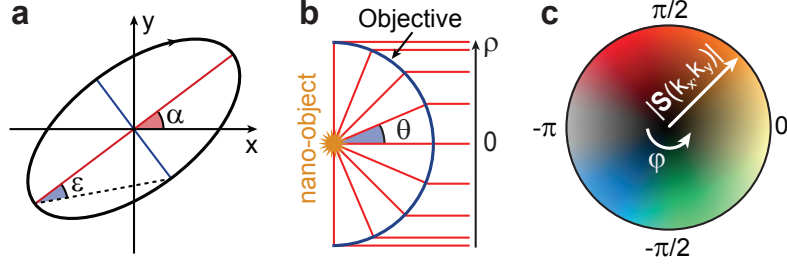 a
y
α
x
ε
b
Objective
ρ
nano-object
θ
0
c
π/2
|S(kx,ky)|
-π
0
φ
-π/2